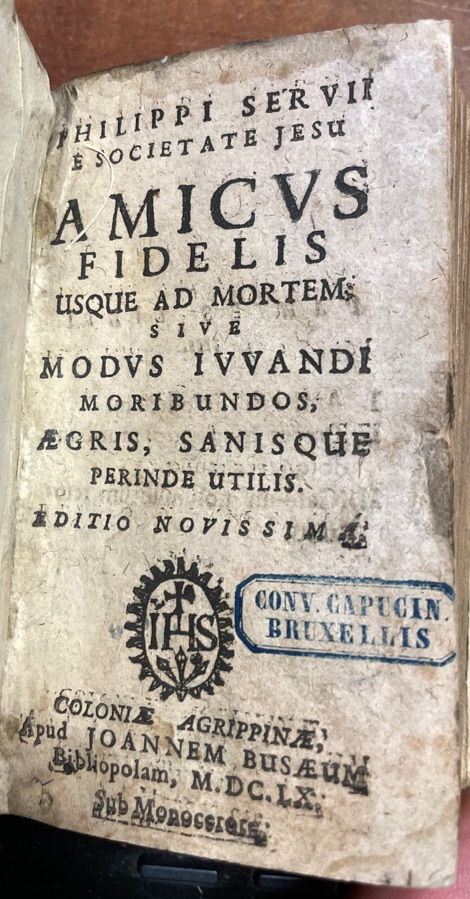 PHILIPPI SERVII
È SOCIETATE JESU
AMICVS
FIDELIS
USQUE AD MORTEM;
SIVE
MODVS IVVANDI
MORIBUNDOS,
ÆGRIS, SANISQUE
PERINDE UTILIS.
EDITIO NOVISSIMA.
IHS
CONV. CAPUCIN.
BRUXELLIS
COLONIÆ AGRIPPINÆ,
Apud JOANNEM BUSÆUM
Bibliopolam, M.DC.LX.
Sub Monocerote.